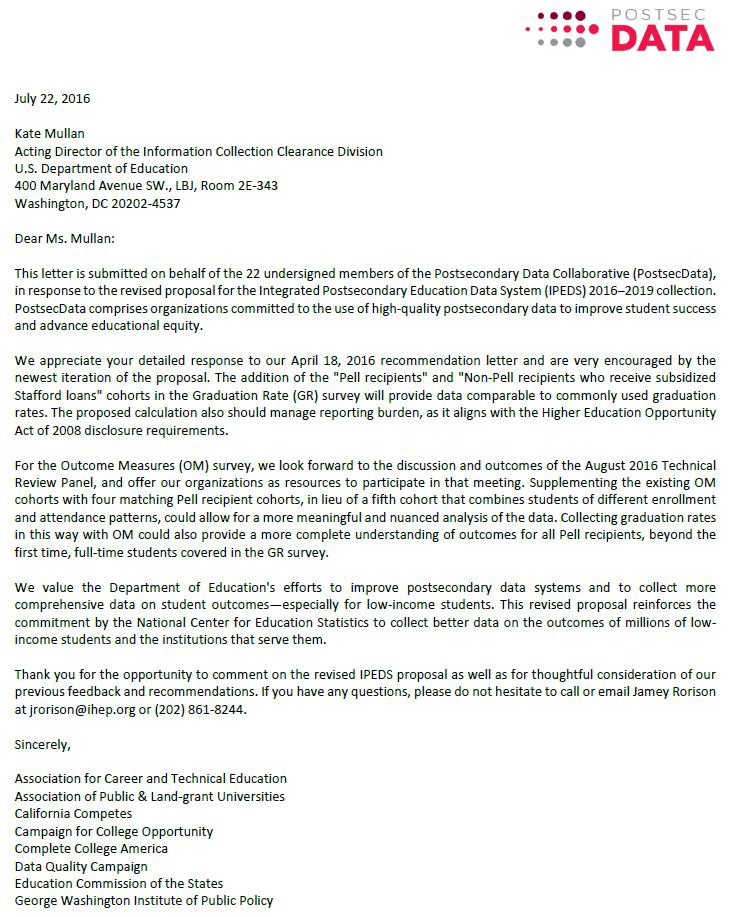 POSTSEC
DATA
July 22, 2016
Kate Mullan
Acting Director of the Information Collection Clearance Division
U.S. Department of Education
400 Maryland Avenue SW., LBJ, Room 2E-343
Washington, DC 20202-4537
Dear Ms. Mullan:
This letter is submitted on behalf of the 22 undersigned members of the Postsecondary Data Collaborative (PostsecData),
in response to the revised proposal for the Integrated Postsecondary Education Data System (IPEDS) 2016–2019 collection.
PostsecData comprises organizations committed to the use of high-quality postsecondary data to improve student success
and advance educational equity.
We appreciate your detailed response to our April 18, 2016 recommendation letter and are very encouraged by the
newest iteration of the proposal. The addition of the "Pell recipients" and "Non-Pell recipients who receive subsidized
Stafford loans" cohorts in the Graduation Rate (GR) survey will provide data comparable to commonly used graduation
rates. The proposed calculation also should manage reporting burden, as it aligns with the Higher Education Opportunity
Act of 2008 disclosure requirements.
For the Outcome Measures (OM) survey, we look forward to the discussion and outcomes of the August 2016 Technical
Review Panel, and offer our organizations as resources to participate in that meeting. Supplementing the existing OM
cohorts with four matching Pell recipient cohorts, in lieu of a fifth cohort that combines students of different enrollment
and attendance patterns, could allow for a more meaningful and nuanced analysis of the data. Collecting graduation rates
in this way with OM could also provide a more complete understanding of outcomes for all Pell recipients, beyond the
first time, full-time students covered in the GR survey.
We value the Department of Education's efforts to improve postsecondary data systems and to collect more
comprehensive data on student outcomes—especially for low-income students. This revised proposal reinforces the
commitment by the National Center for Education Statistics to collect better data on the outcomes of millions of low-
income students and the institutions that serve them.
Thank you for the opportunity to comment on the revised IPEDS proposal as well as for thoughtful consideration of our
previous feedback and recommendations. If you have any questions, please do not hesitate to call or email Jamey Rorison
at jrorison@ihep.org or (202) 861-8244.
Sincerely,
Association for Career and Technical Education
Association of Public & Land-grant Universities
California Competes
Campaign for College Opportunity
Complete College America
Data Quality Campaign
Education Commission of the States
George Washington Institute of Public Policy